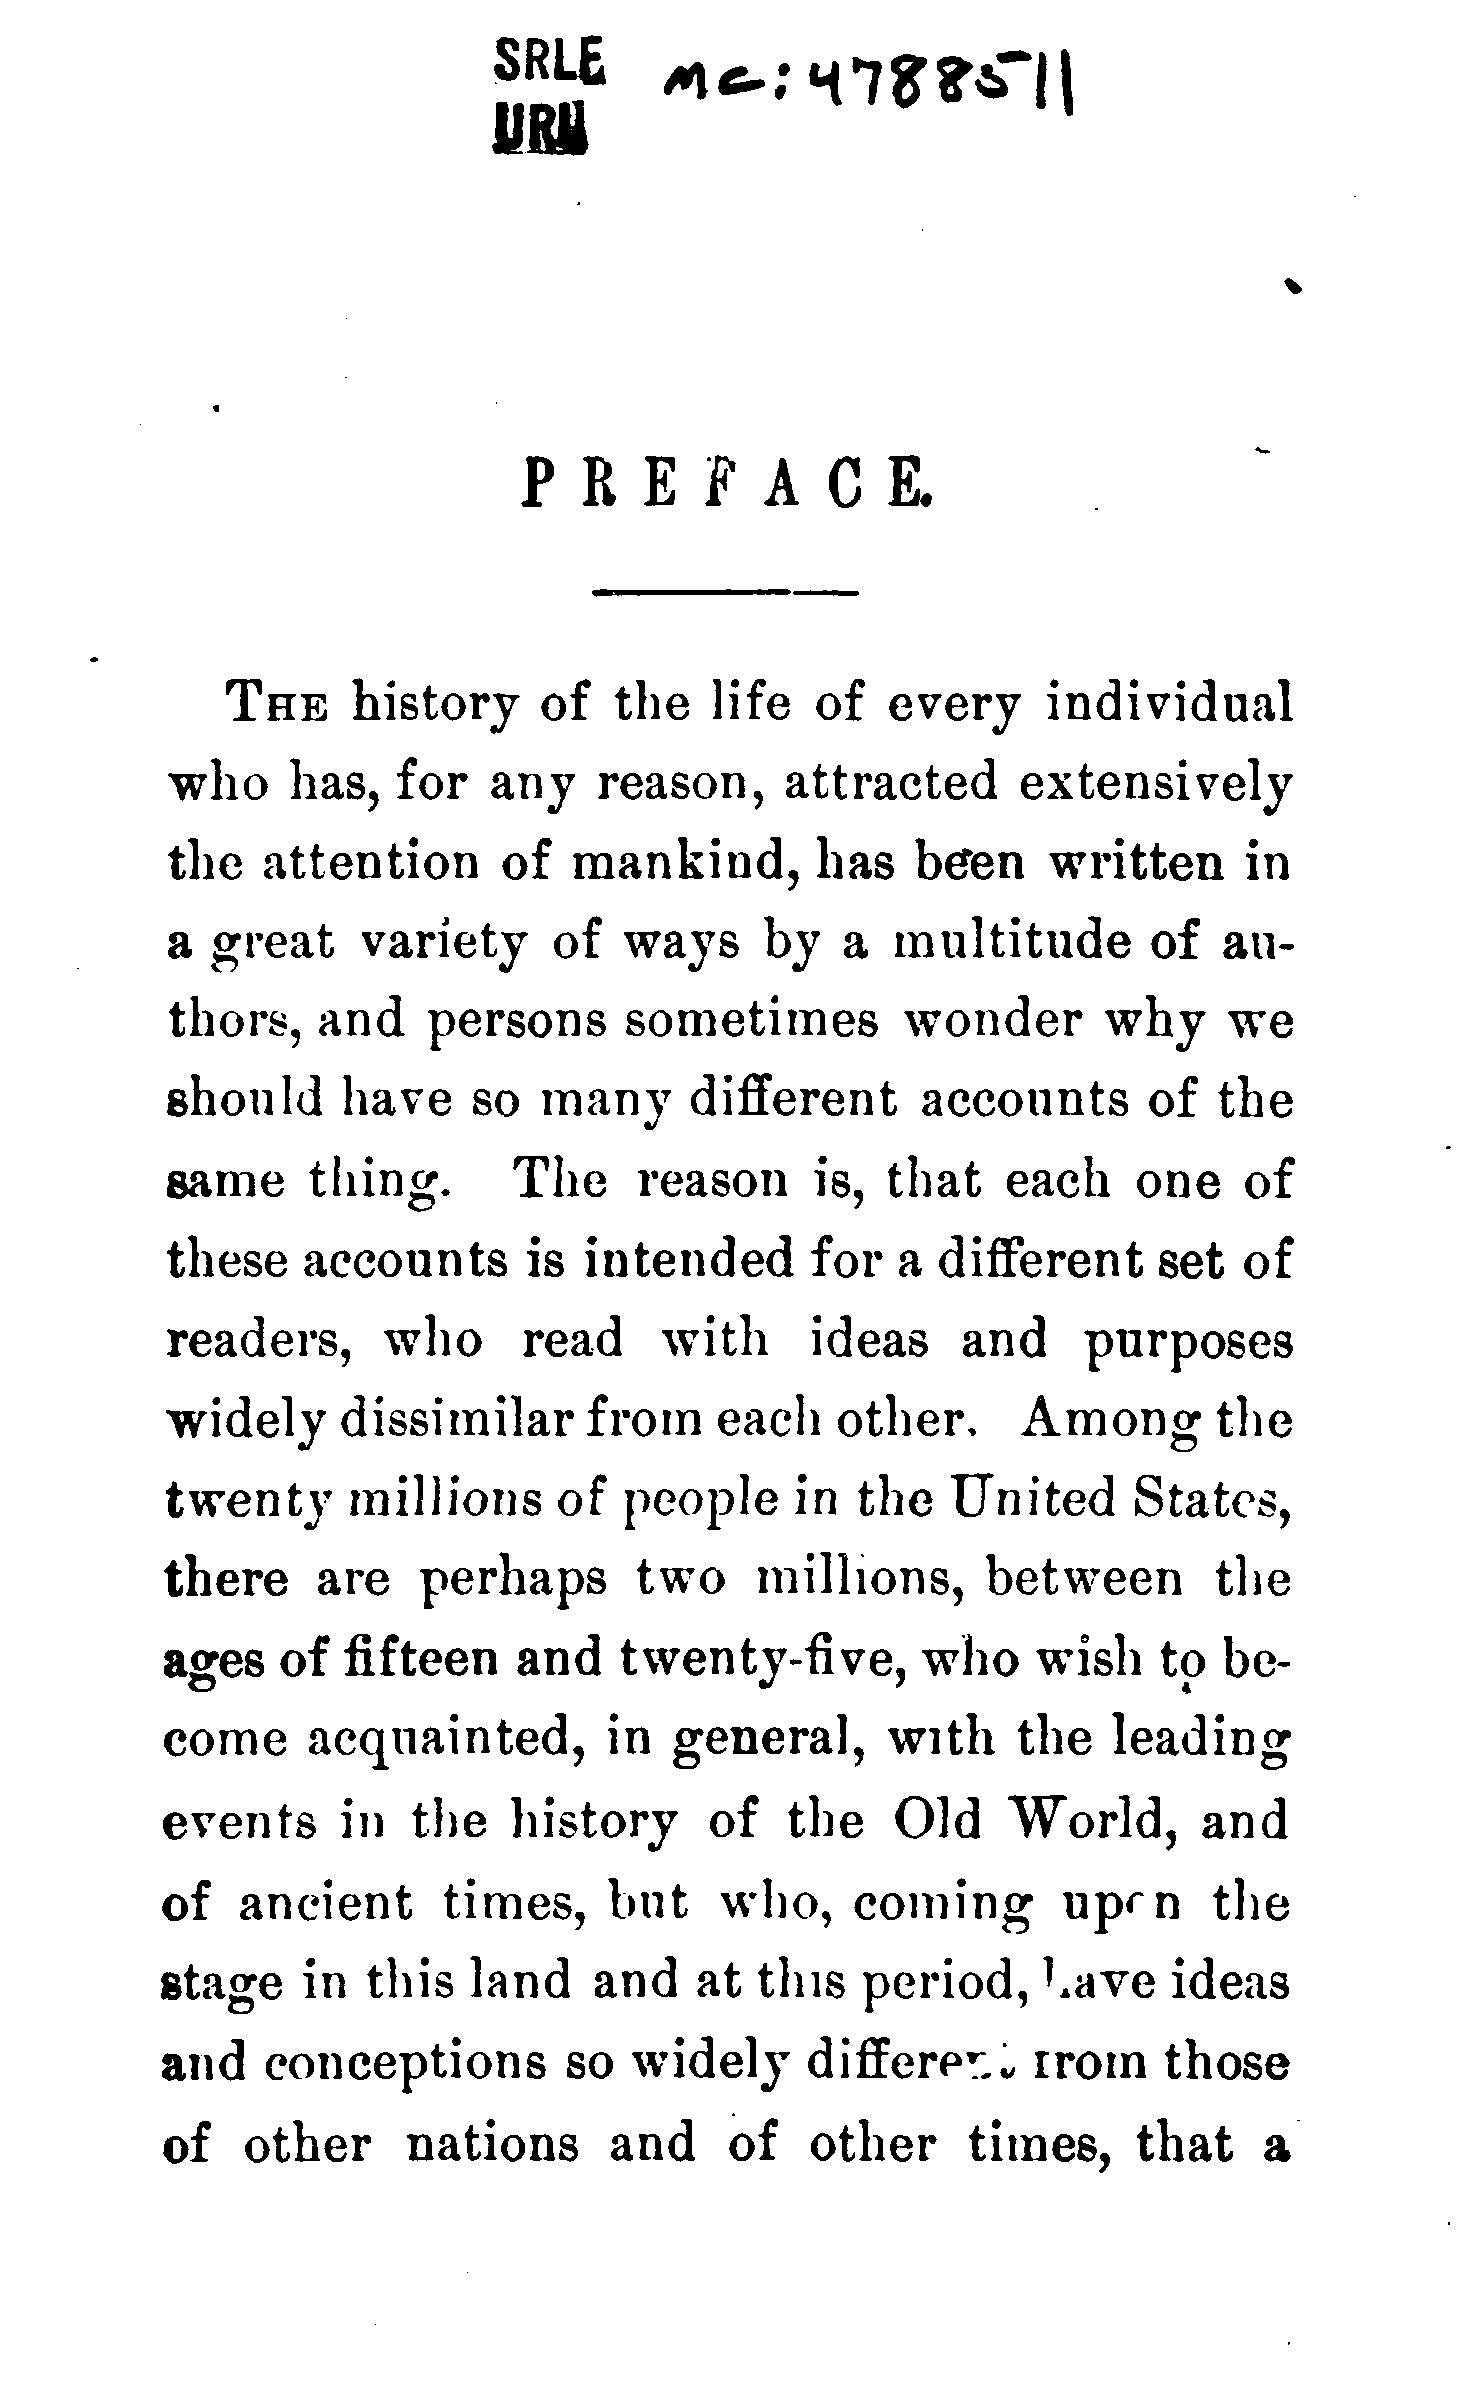 SRLE
URN
mc:4788511
PREFACE.
THE history of the life of every individual
who has, for any reason, attracted extensively
the attention of mankind, has been written in
a great variety of ways by a multitude of au-
thors, and persons sometimes wonder why we
should have so many different accounts of the
same thing. The reason is, that each one of
these accounts is intended for a different set of
readers, who read with ideas and purposes
widely dissimilar from each other. Among the
twenty millions of people in the United States,
there are perhaps two millions, between the
ages of fifteen and twenty-five, who wish to be-
come acquainted, in general, with the leading
events in the history of the Old World, and
of ancient times, but who, coming upon the
stage in this land and at this period, have ideas
and conceptions so widely different from those
of other nations and of other times, that a